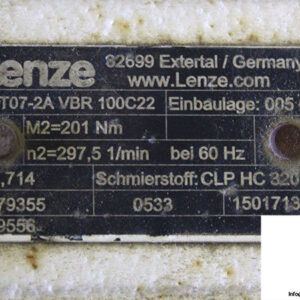 Lenze
32699 Extertal / Germany
www.Lenze.com
T07-2A VBR 100C22 Einbaulage: 005
M2=201 Nm
n2=297,5 1/min bei 60 Hz
,714 Schmierstoff: CLP HC 320
79355 0533 1501713
9556